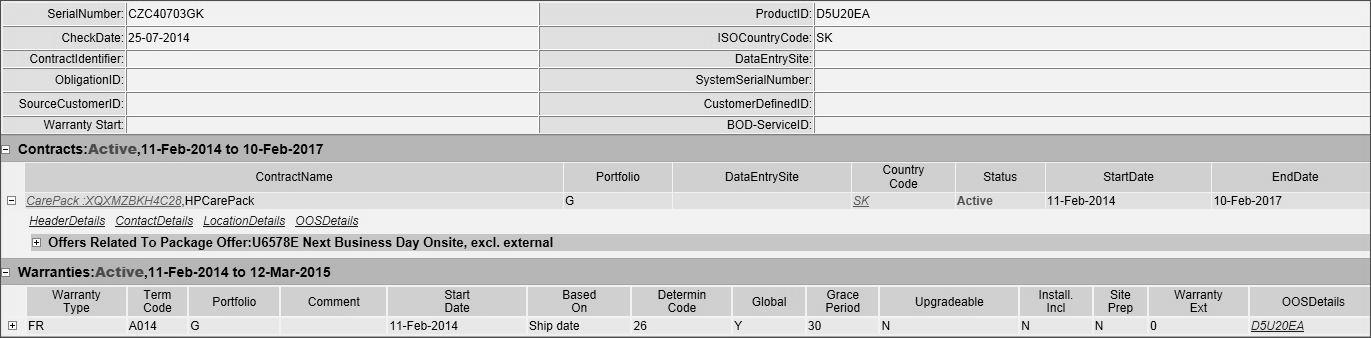 SerialNumber: CZC40703GK ProductID: D5U20EA
CheckDate: 25-07-2014 ISOCountryCode: SK
ContractIdentifier: DataEntrySite:
ObligationID: SystemSerialNumber:
SourceCustomerID: CustomerDefinedID:
Warranty Start: BOD-ServiceID:
Contracts:Active,11-Feb-2014 to 10-Feb-2017
ContractName Portfolio DataEntrySite Country Code Status StartDate EndDate
CarePack :XQXMZBKH4C28,HPCarePack G SK Active 11-Feb-2014 10-Feb-2017
HeaderDetails ContactDetails LocationDetails OOSDetails
Offers Related To Package Offer:U6578E Next Business Day Onsite, excl. external
Warranties:Active,11-Feb-2014 to 12-Mar-2015
Warranty Type Term Code Portfolio Comment Start Date Based On Determin Code Global Grace Period Upgradeable Install. Incl Site Prep Warranty Ext OOSDetails
FR A014 G 11-Feb-2014 Ship date 26 Y 30 N N N 0 D5U20EA